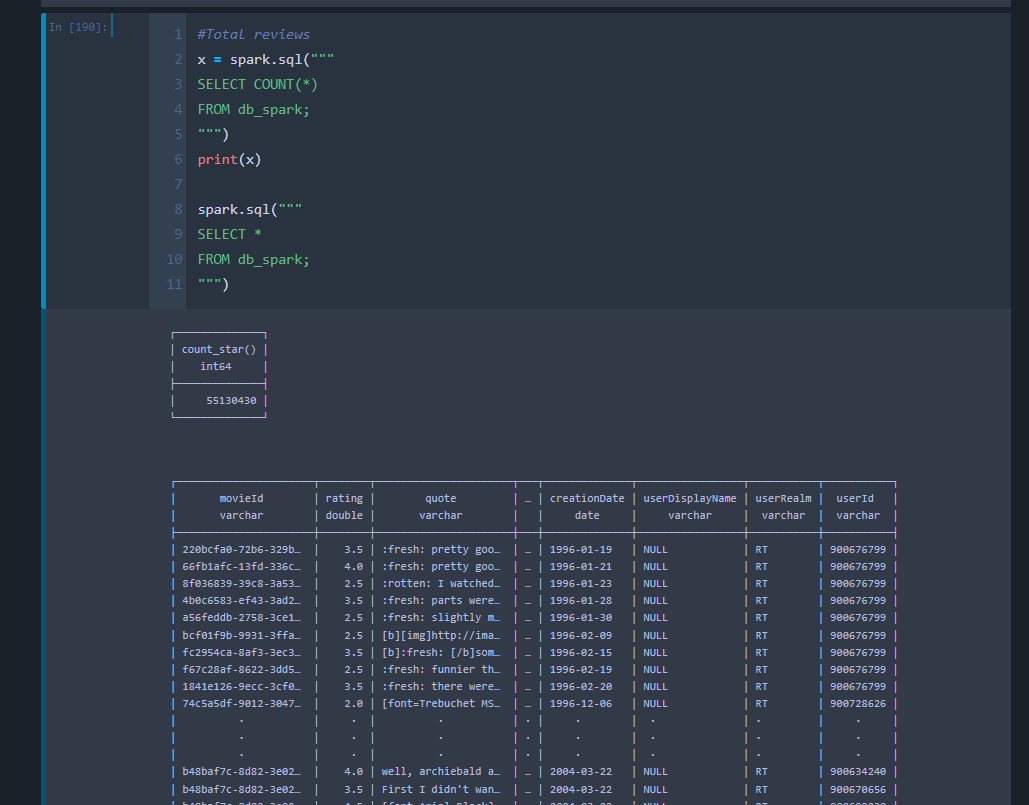 In [190]:
1 #Total reviews
2 x = spark.sql("""
3 SELECT COUNT(*)
4 FROM db_spark;
5 """)
6 print(x)
7
8 spark.sql("""
9 SELECT *
10 FROM db_spark;
11 """)
count_star()
int64
55130430
movieId | rating | quote | … | creationDate | userDisplayName | userRealm | userId
varchar | double | varchar | | date | varchar | varchar | varchar
220bcfa0-72b6-329b… | 3.5 | :fresh: pretty goo… | … | 1996-01-19 | NULL | RT | 900676799
66fb1afc-13fd-336c… | 4.0 | :fresh: pretty goo… | … | 1996-01-21 | NULL | RT | 900676799
8f036839-39c8-3a53… | 2.5 | :rotten: I watched… | … | 1996-01-23 | NULL | RT | 900676799
4b0c6583-ef43-3ad2… | 3.5 | :fresh: parts were… | … | 1996-01-28 | NULL | RT | 900676799
a56feddb-2758-3ce1… | 2.5 | :fresh: slightly m… | … | 1996-01-30 | NULL | RT | 900676799
bcf01f9b-9931-3ffa… | 2.5 | [b][img]http://ima… | … | 1996-02-09 | NULL | RT | 900676799
fc2954ca-8af3-3ec3… | 3.5 | [b]:fresh: [/b]som… | … | 1996-02-15 | NULL | RT | 900676799
f67c28af-8622-3dd5… | 2.5 | :fresh: funnier th… | … | 1996-02-19 | NULL | RT | 900676799
1841e126-9ecc-3cf0… | 3.5 | :fresh: there were… | … | 1996-02-20 | NULL | RT | 900676799
74c5a5df-9012-3047… | 2.0 | [font=Trebuchet MS… | … | 1996-12-06 | NULL | RT | 900728626
· | · | · | · | · | · | · | ·
· | · | · | · | · | · | · | ·
· | · | · | · | · | · | · | ·
b48baf7c-8d82-3e02… | 4.0 | well, archiebald a… | … | 2004-03-22 | NULL | RT | 900634240
b48baf7c-8d82-3e02… | 3.5 | First I didn't wan… | … | 2004-03-22 | NULL | RT | 900670656